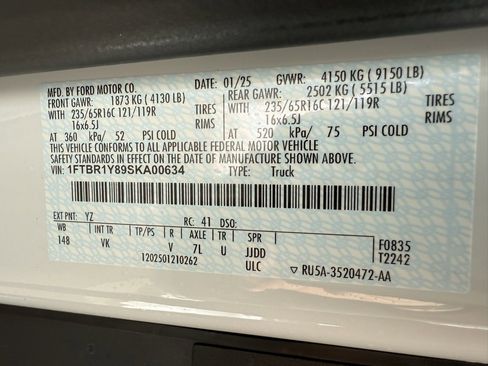 MFD. BY FORD MOTOR CO. 01/25 GVWR: 4150 KG ( 9150 LB)
FRONT GAWR: 1873 KG ( 4130 LB) REAR GAWR: 2502 KG ( 5515 LB)
WITH 235/65R16C 121/119R TIRES WITH 235/65R16C 121/119R TIRES
16x6.5J RIMS 16x6.5J RIMS
AT 360 kPa/ 52 PSI COLD AT 520 kPa/ 75 PSI COLD
THIS VEHICLE CONFORMS TO ALL APPLICABLE FEDERAL MOTOR VEHICLE
SAFETY STANDARDS IN EFFECT ON THE DATE OF MANUFACTURE SHOWN ABOVE.
VIN: 1FTBR1Y89SKA00634 TYPE: Truck
EXT PNT: YZ RC: 41 DSO:
WB INT TR TP/PS R AXLE TR SPR F0835
148 VK V 7L U JJDD T2242
1202501210262 ULC ▼ RU5A-3520472-AA